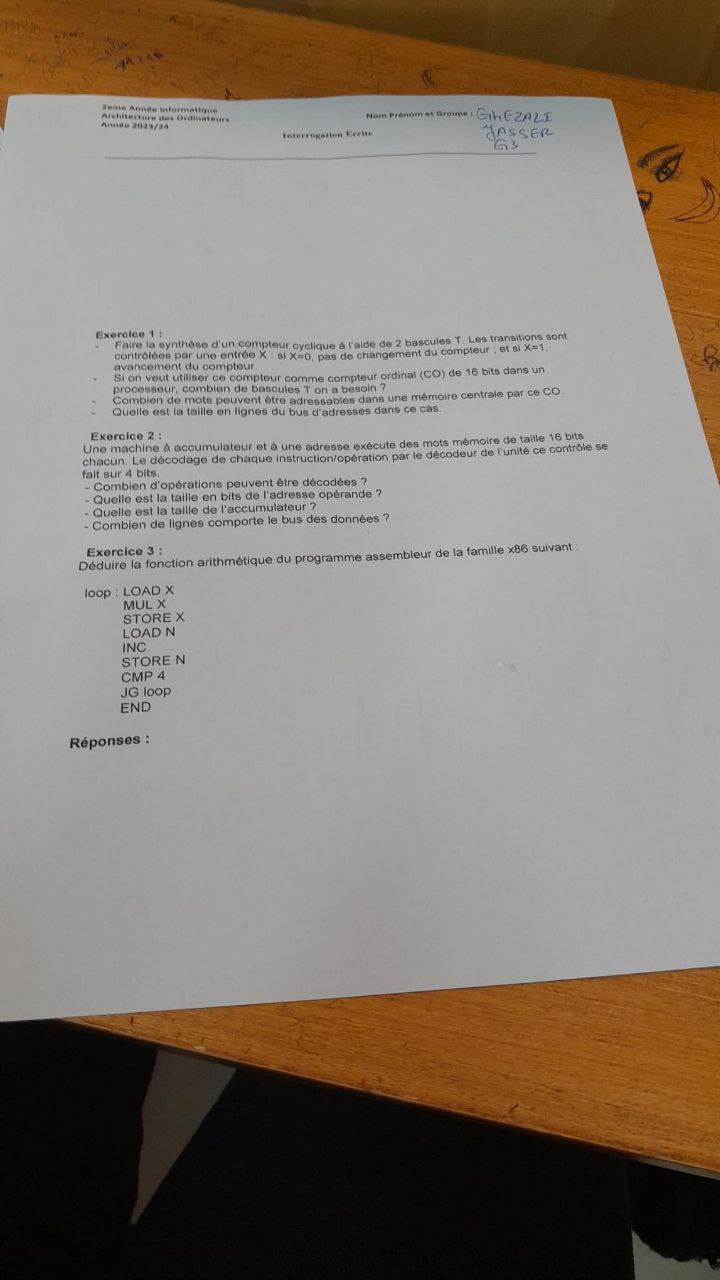 2eme Année Informatique
Architecture des Ordinateurs
Année 2023/24
Nom Prénom et Groupe : GhEZALI
YASSER
G3
Interrogation Ecrite
Exercice 1 :
- Faire la synthèse d'un compteur cyclique à l'aide de 2 bascules T. Les transitions sont
contrôlées par une entrée X : si X=0, pas de changement du compteur ; et si X=1,
avancement du compteur.
- Si on veut utiliser ce compteur comme compteur ordinal (CO) de 16 bits dans un
processeur, combien de bascules T on a besoin ?
- Combien de mots peuvent être adressables dans une mémoire centrale par ce CO.
- Quelle est la taille en lignes du bus d'adresses dans ce cas.
Exercice 2 :
Une machine à accumulateur et à une adresse exécute des mots mémoire de taille 16 bits
chacun. Le décodage de chaque instruction/opération par le décodeur de l'unité ce contrôle se
fait sur 4 bits.
- Combien d'opérations peuvent être décodées ?
- Quelle est la taille en bits de l'adresse opérande ?
- Quelle est la taille de l'accumulateur ?
- Combien de lignes comporte le bus des données ?
Exercice 3 :
Déduire la fonction arithmétique du programme assembleur de la famille x86 suivant :
loop : LOAD X
MUL X
STORE X
LOAD N
INC
STORE N
CMP 4
JG loop
END
Réponses :